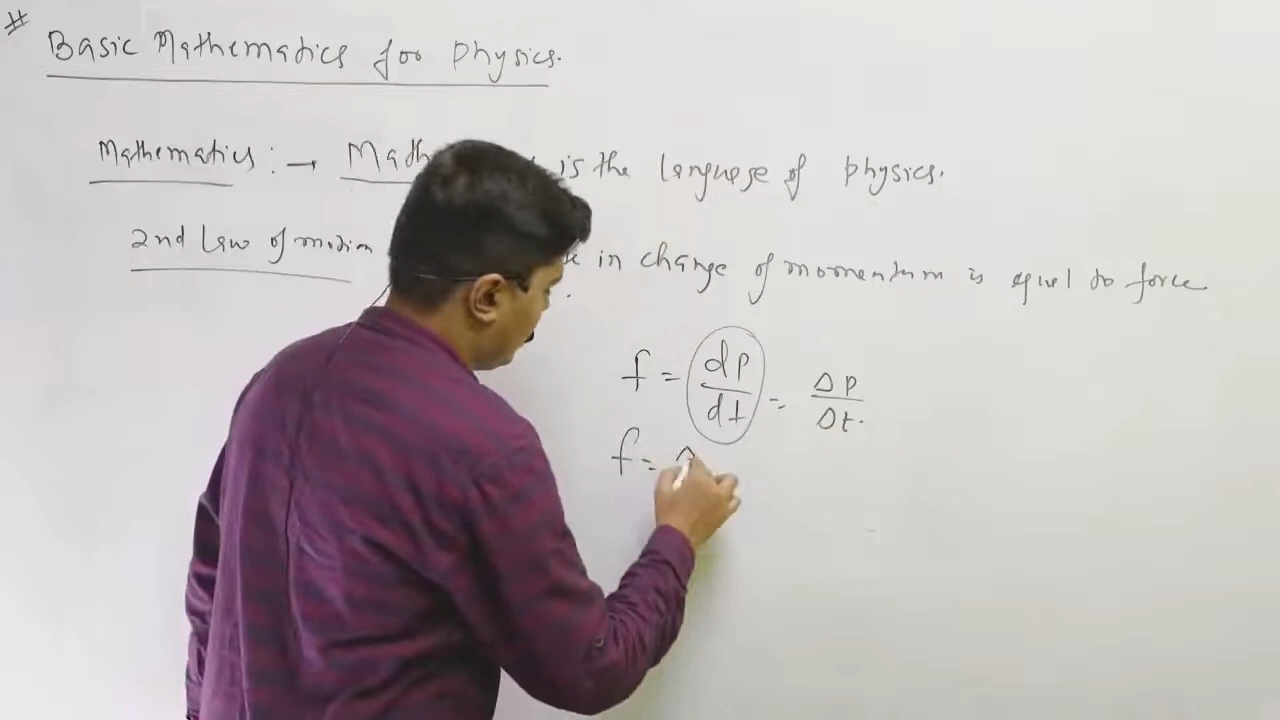 #
Basic Mathematics for Physics.
Mathematics :→ Math is the language of physics.
2nd Law of motion in change of momentum is equal to force
f = dp/dt = Δp/Δt.
f = Δ